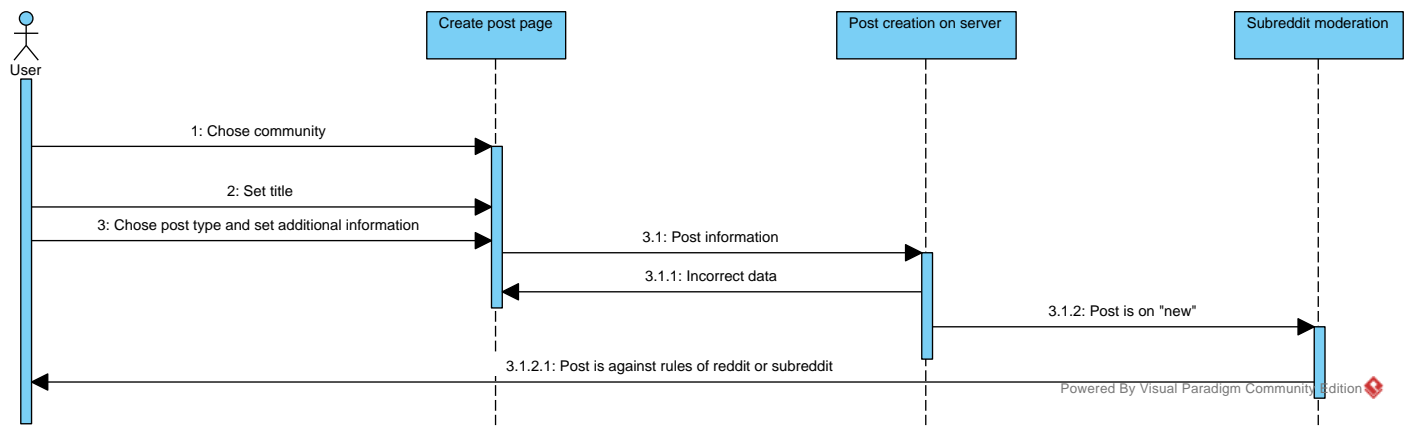 Create post page
Post creation on server
Subreddit moderation
User
1: Chose community
2: Set title
3: Chose post type and set additional information
3.1: Post information
3.1.1: Incorrect data
3.1.2: Post is on "new"
3.1.2.1: Post is against rules of reddit or subreddit
Powered By Visual Paradigm Community Edition